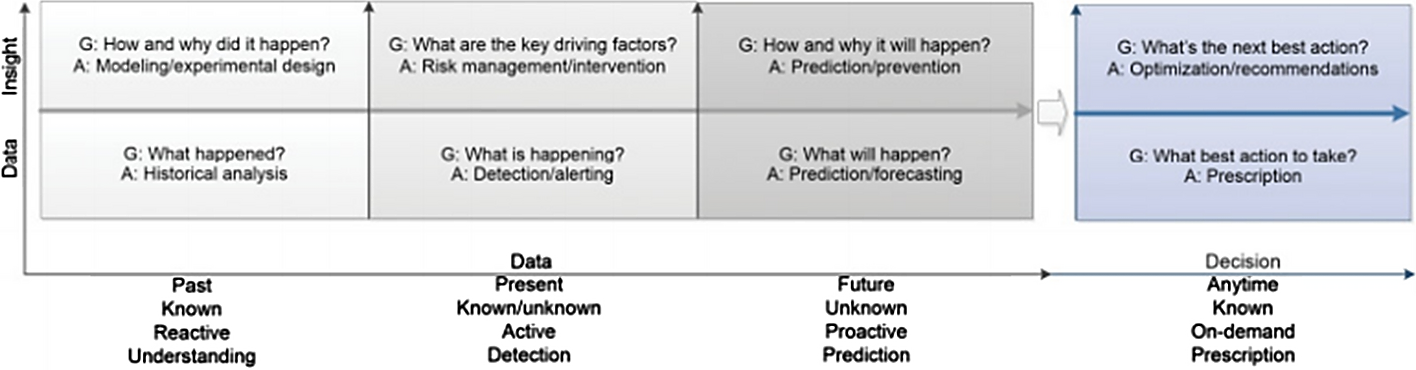 Insight
G: How and why did it happen?
A: Modeling/experimental design
G: What are the key driving factors?
A: Risk management/intervention
G: How and why it will happen?
A: Prediction/prevention
G: What's the next best action?
A: Optimization/recommendations
Data
G: What happened?
A: Historical analysis
G: What is happening?
A: Detection/alerting
G: What will happen?
A: Prediction/forecasting
G: What best action to take?
A: Prescription
Data
Decision
Past
Known
Reactive
Understanding
Present
Known/unknown
Active
Detection
Future
Unknown
Proactive
Prediction
Anytime
Known
On-demand
Prescription